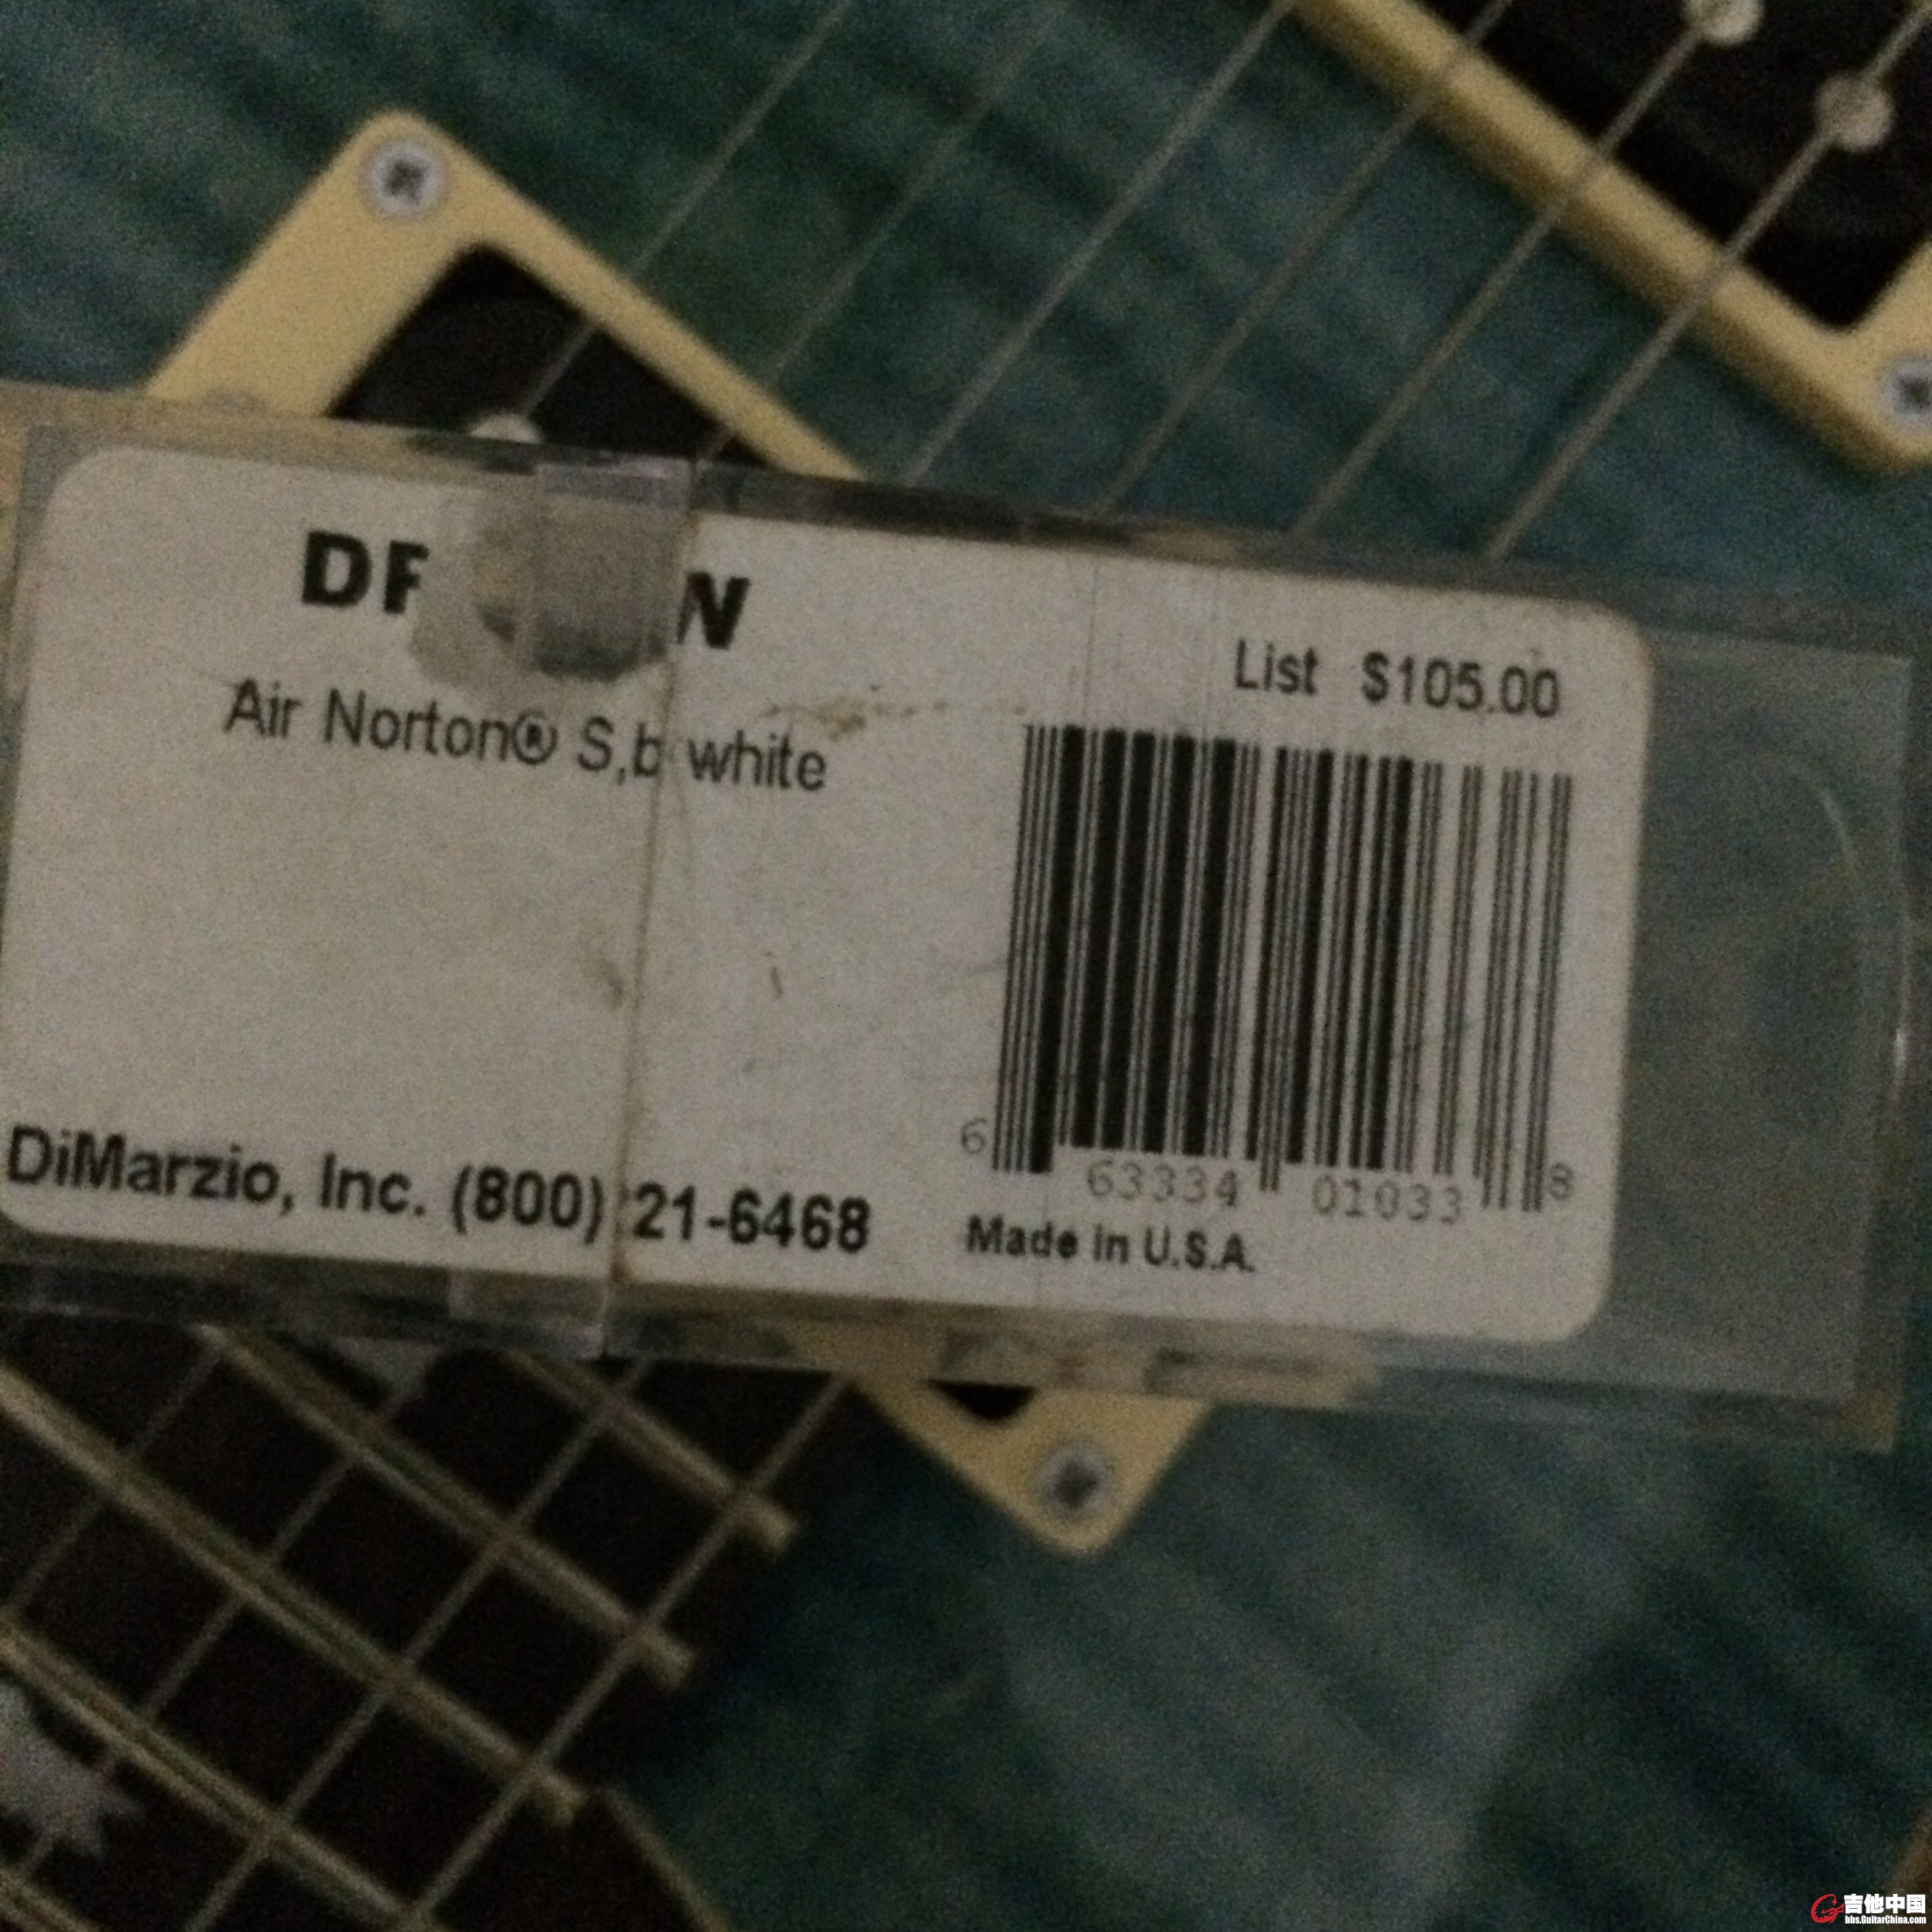 DP W
Air Norton® S,b white
List $105.00
6 63334 01033 8
DiMarzio, Inc. (800) 21-6468
Made in U.S.A.
吉他中国
bbs.GuitarChina.com